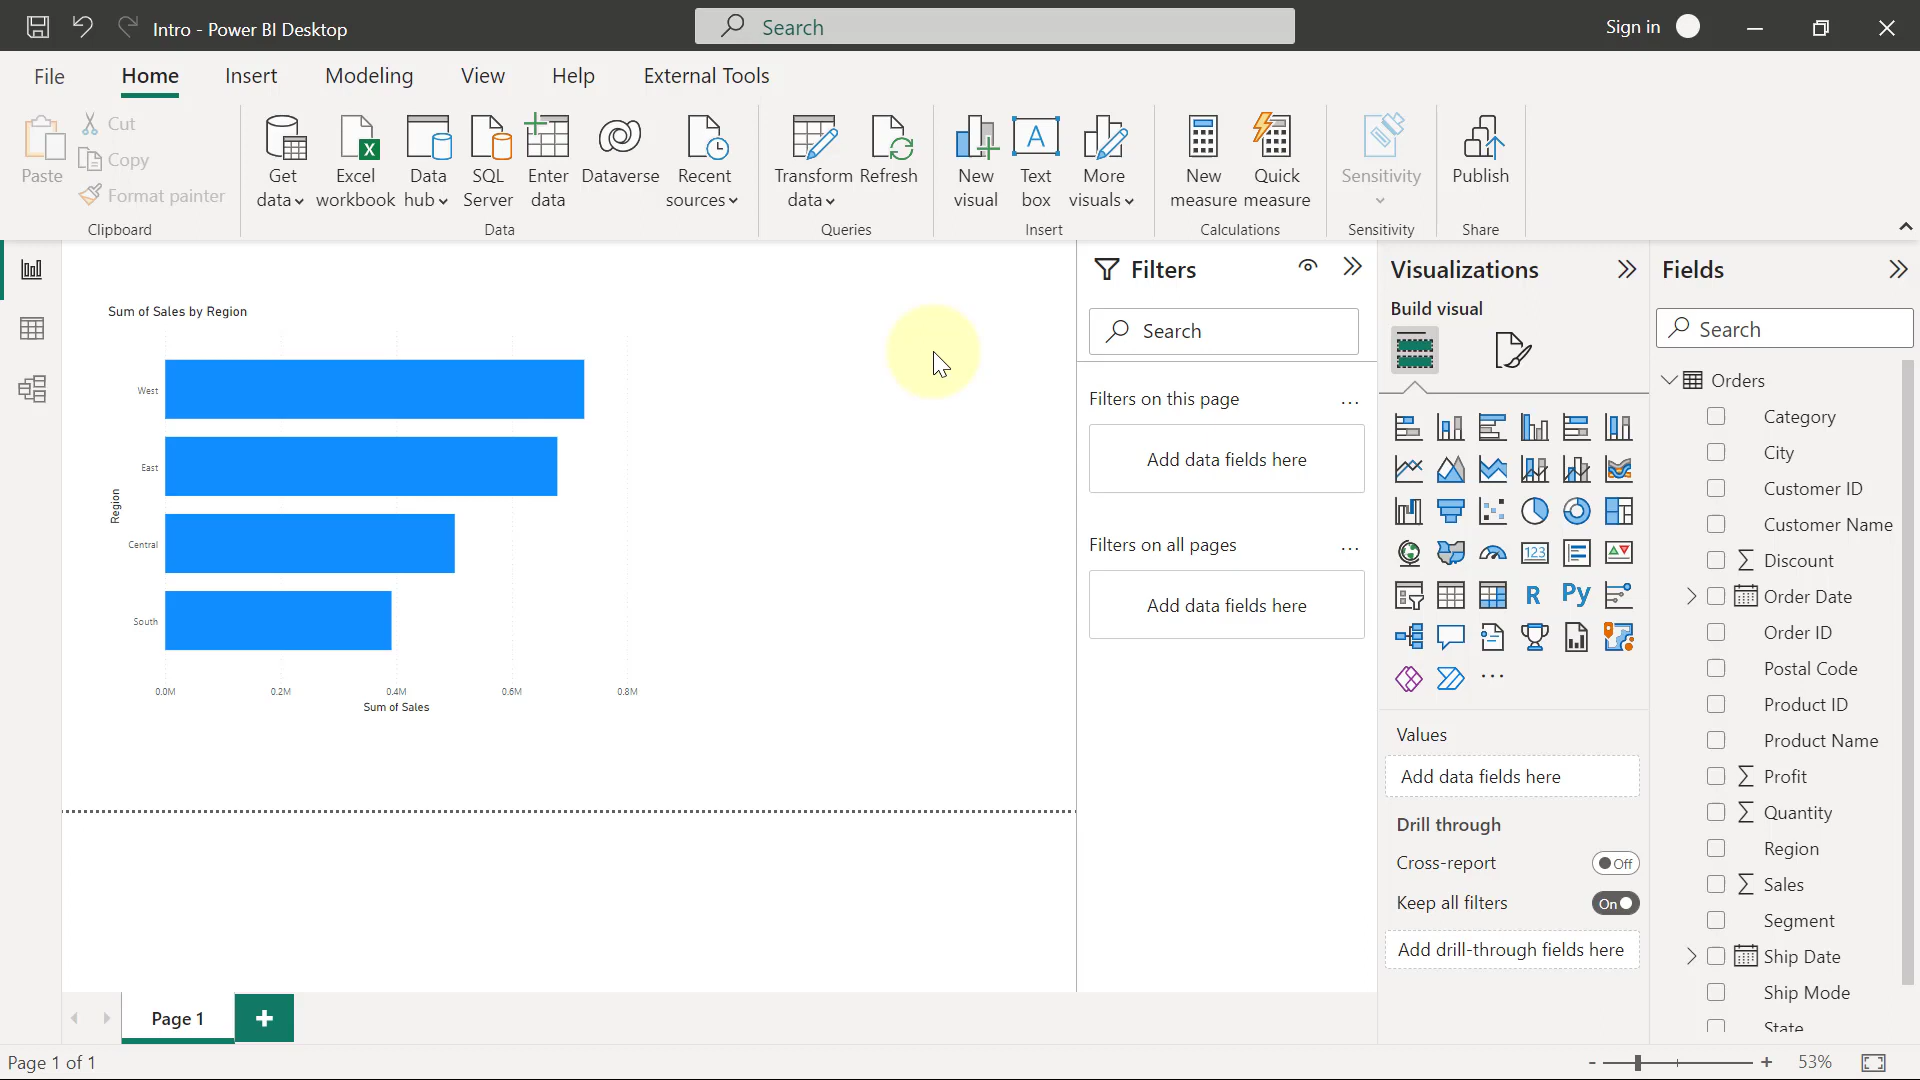 Intro - Power BI Desktop
Search
Sign in
File
Home
Insert
Modeling
View
Help
External Tools
Paste
Cut
Copy
Format painter
Clipboard
Get data
Excel workbook
Data hub
SQL Server
Enter data
Dataverse
Recent sources
Data
Transform data
Refresh
Queries
New visual
Text box
More visuals
Insert
New measure
Quick measure
Calculations
Sensitivity
Sensitivity
Publish
Share
Sum of Sales by Region
Region
West
East
Central
South
0.0M
0.2M
0.4M
0.6M
0.8M
Sum of Sales
Filters
Search
Filters on this page
...
Add data fields here
Filters on all pages
...
Add data fields here
Visualizations
Build visual
123
R
Py
...
Values
Add data fields here
Drill through
Cross-report
Off
Keep all filters
On
Add drill-through fields here
Fields
Search
Orders
Category
City
Customer ID
Customer Name
Discount
Order Date
Order ID
Postal Code
Product ID
Product Name
Profit
Quantity
Region
Sales
Segment
Ship Date
Ship Mode
State
Page 1
Page 1 of 1
- + 53%